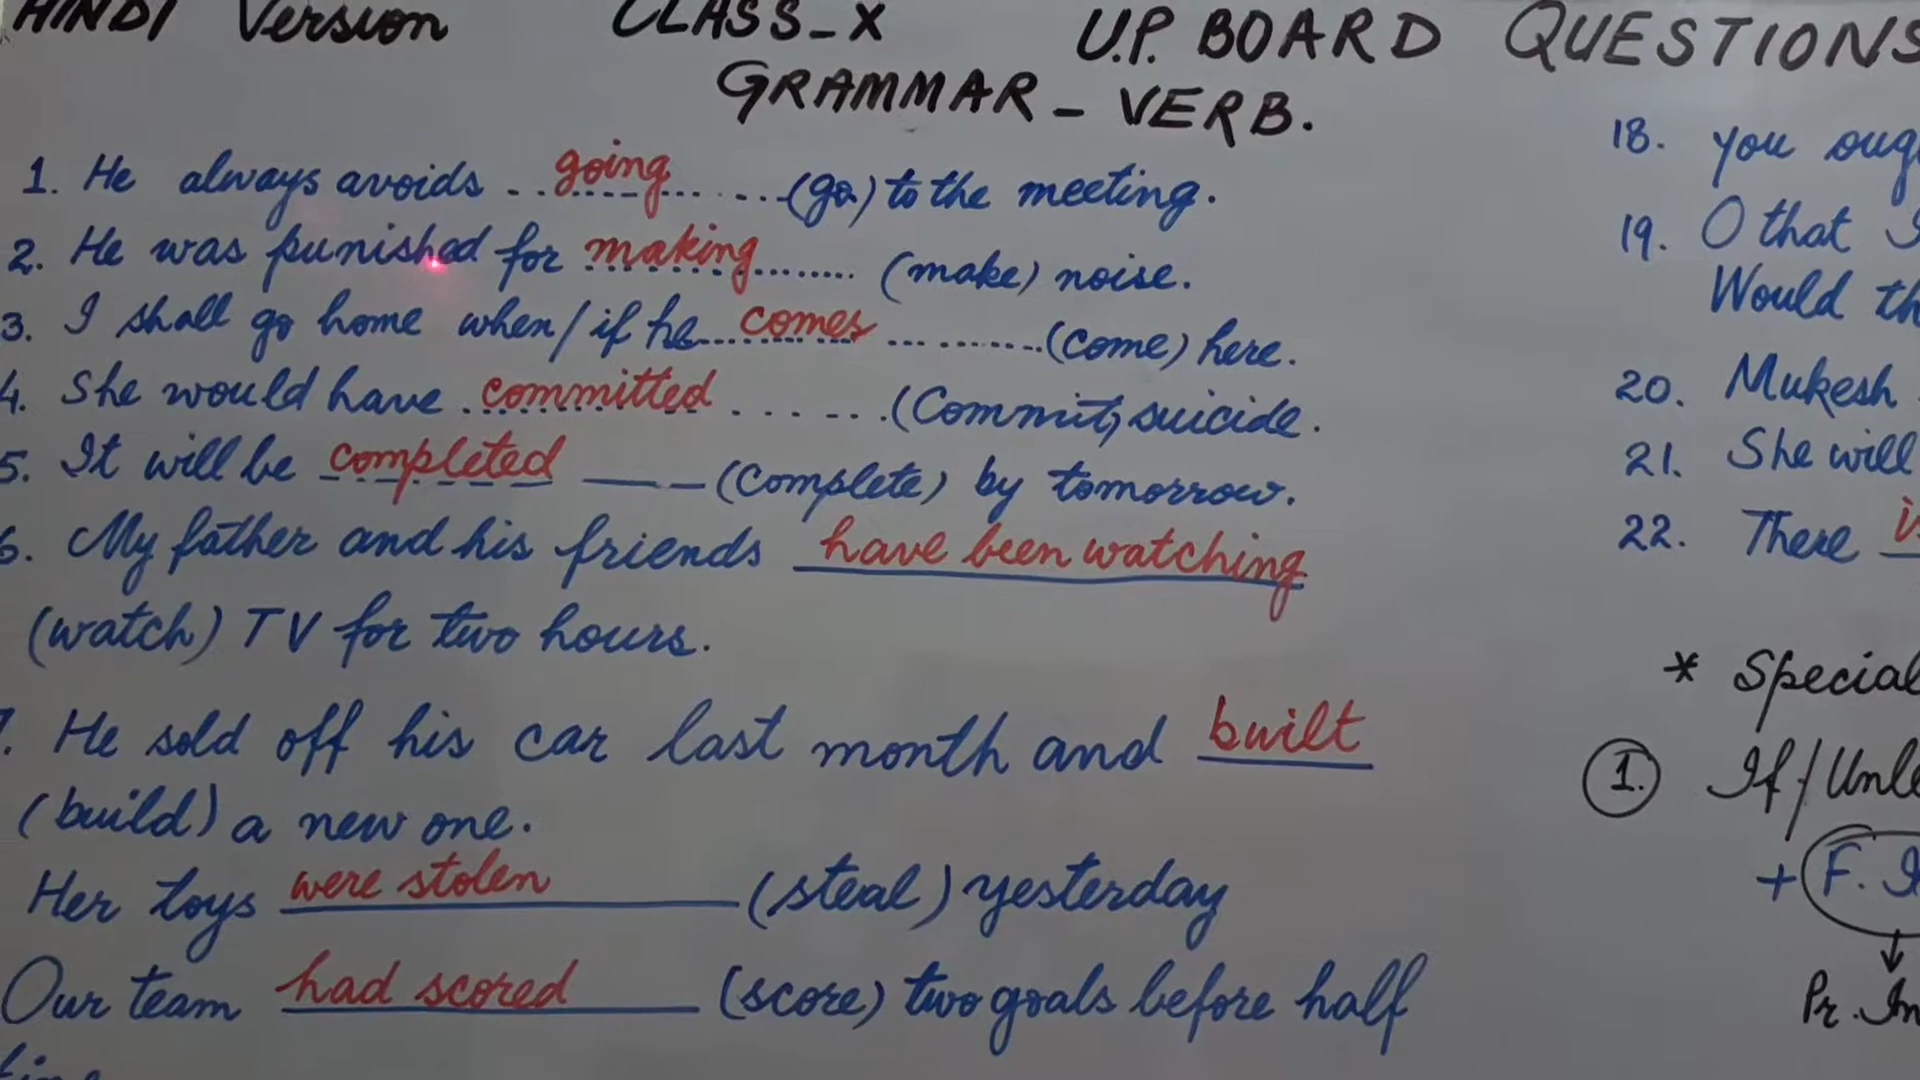 HINDI Version CLASS-X U.P. BOARD QUESTIONS
GRAMMAR - VERB.
1. He always avoids ..going.......(go) to the meeting.
2. He was punished for making....... (make) noise.
3. I shall go home when/if he...comes..........(come) here.
4. She would have .committed.......(Commit) suicide.
5. It will be completed ____(Complete) by tomorrow.
6. My father and his friends have been watching
(watch) TV for two hours.
7. He sold off his car last month and built
(build) a new one.
Her toys were stolen (steal) yesterday
Our team had scored (score) two goals before half
18. You
19. O that
Would
20. Mukesh
21. She will
22. There
* Special
1. If/
+ F.
Pr.